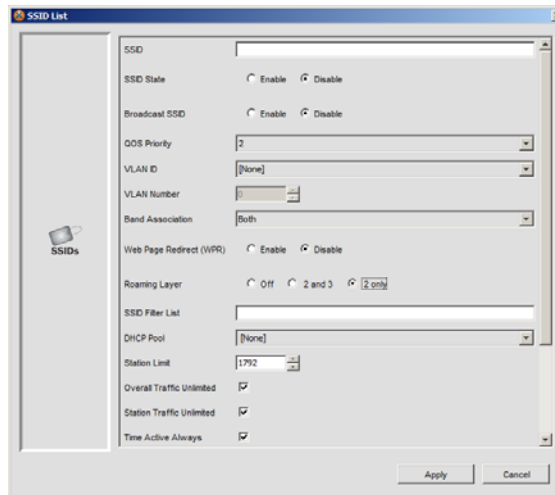 SSID List
SSID
SSID State Enable Disable
Broadcast SSID Enable Disable
QOS Priority 2
VLAN ID [None]
VLAN Number 0
Band Association Both
SSIDs
Web Page Redirect (WPR) Enable Disable
Roaming Layer Off 2 and 3 2 only
SSID Filter List
DHCP Pool [None]
Station Limit 1792
Overall Traffic Unlimited
Station Traffic Unlimited
Time Active Always
Apply Cancel